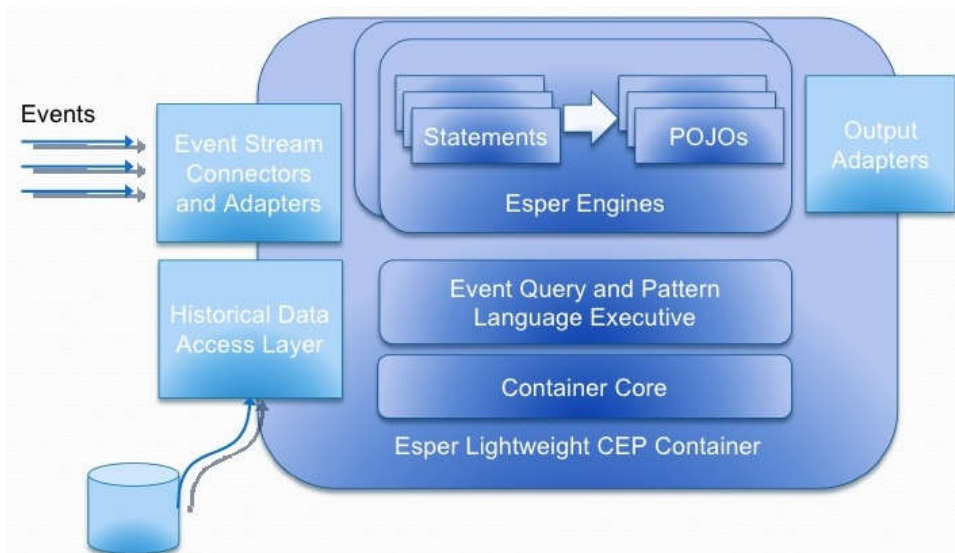 Events
Event Stream
Connectors
and Adapters
Statements
POJOs
Esper Engines
Output
Adapters
Historical Data
Access Layer
Event Query and Pattern
Language Executive
Container Core
Esper Lightweight CEP Container